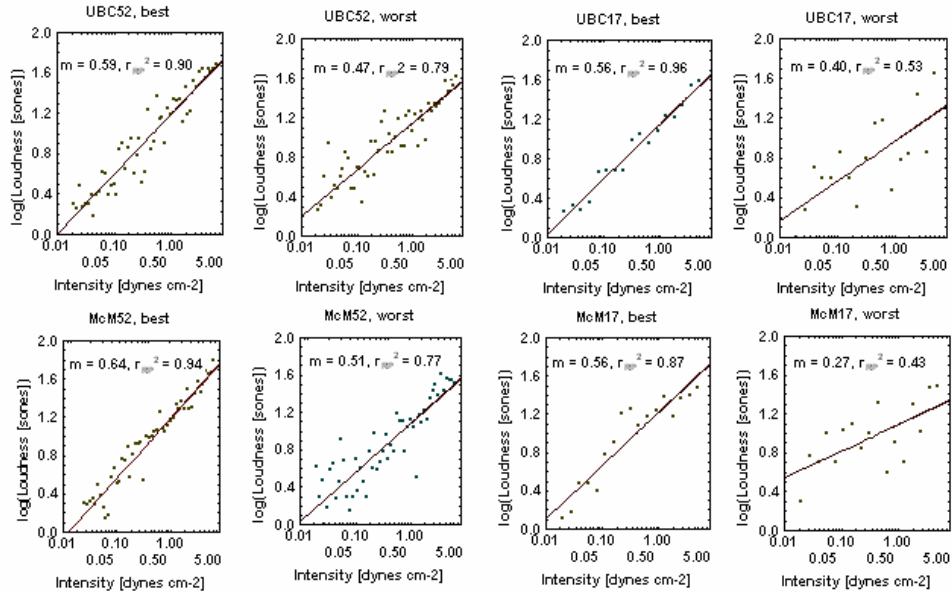 UBC52, best
log(Loudness [sones])
2.0
1.6
1.2
0.8
0.4
0.0
m = 0.59, r² = 0.90
0.01 0.10 1.00
0.05 0.50 5.00
Intensity [dynes cm-2]
UBC52, worst
log(Loudness [sones])
2.0
1.6
1.2
0.8
0.4
0.0
m = 0.47, r 2 = 0.79
0.01 0.10 1.00
0.05 0.50 5.00
Intensity [dynes cm-2]
UBC17, best
log(Loudness [sones])
2.0
1.6
1.2
0.8
0.4
0.0
m = 0.56, r² = 0.96
0.01 0.10 1.00
0.05 0.50 5.00
Intensity [dynes cm-2]
UBC17, worst
log(Loudness [sones])
2.0
1.6
1.2
0.8
0.4
0.0
m = 0.40, r² = 0.53
0.01 0.10 1.00
0.05 0.50 5.00
Intensity [dynes cm-2]
McM52, best
log(Loudness [sones])
2.0
1.6
1.2
0.8
0.4
0.0
m = 0.64, r² = 0.94
0.01 0.10 1.00
0.05 0.50 5.00
Intensity [dynes cm-2]
McM52, worst
log(Loudness [sones])
2.0
1.6
1.2
0.8
0.4
0.0
m = 0.51, r² = 0.77
0.01 0.10 1.00
0.05 0.50 5.00
Intensity [dynes cm-2]
McM17, best
log(Loudness [sones])
2.0
1.6
1.2
0.8
0.4
0.0
m = 0.56, r² = 0.87
0.01 0.10 1.00
0.05 0.50 5.00
Intensity [dynes cm-2]
McM17, worst
log(Loudness [sones])
2.0
1.6
1.2
0.8
0.4
0.0
m = 0.27, r² = 0.43
0.01 0.10 1.00
0.05 0.50 5.00
Intensity [dynes cm-2]